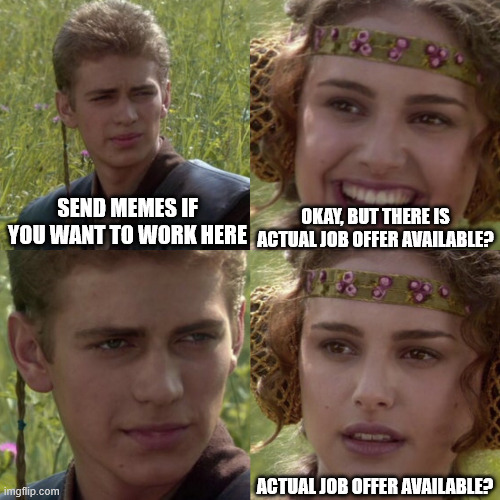 SEND MEMES IF
YOU WANT TO WORK HERE
OKAY, BUT THERE IS
ACTUAL JOB OFFER AVAILABLE?
ACTUAL JOB OFFER AVAILABLE?
imgflip.com